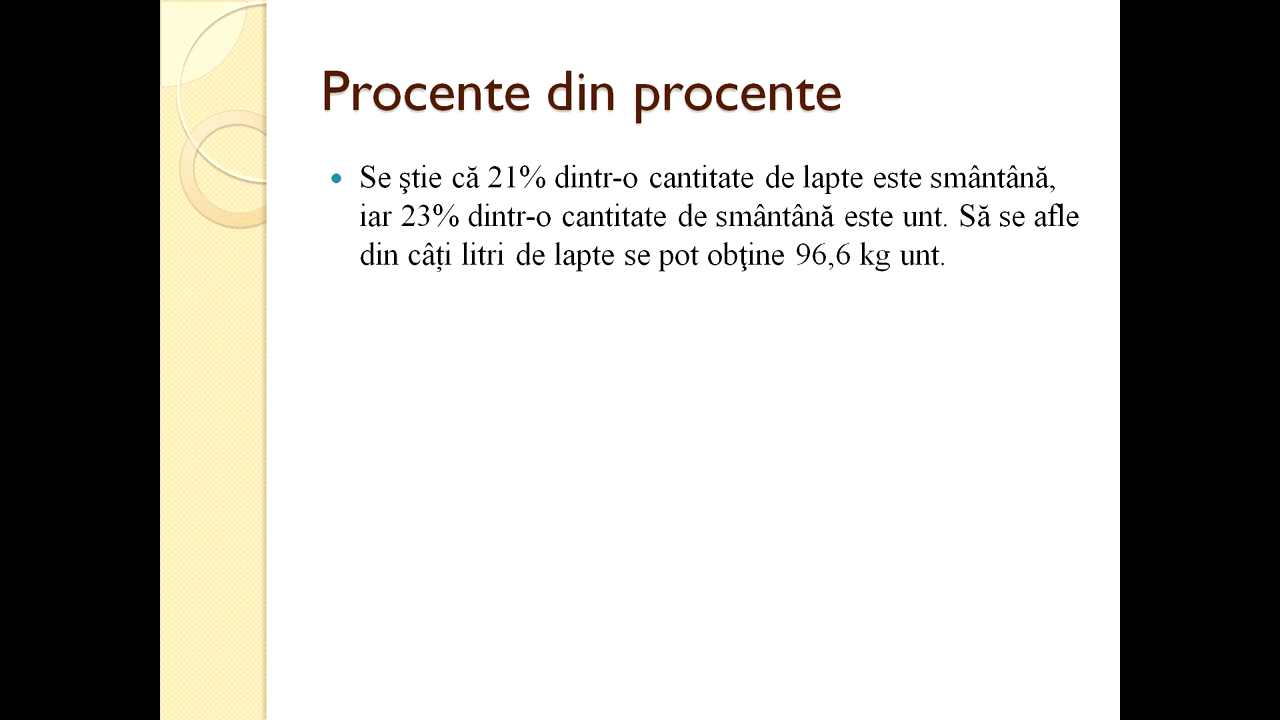 Procente din procente
• Se ştie că 21% dintr-o cantitate de lapte este smântână,
iar 23% dintr-o cantitate de smântână este unt. Să se afle
din câți litri de lapte se pot obţine 96,6 kg unt.